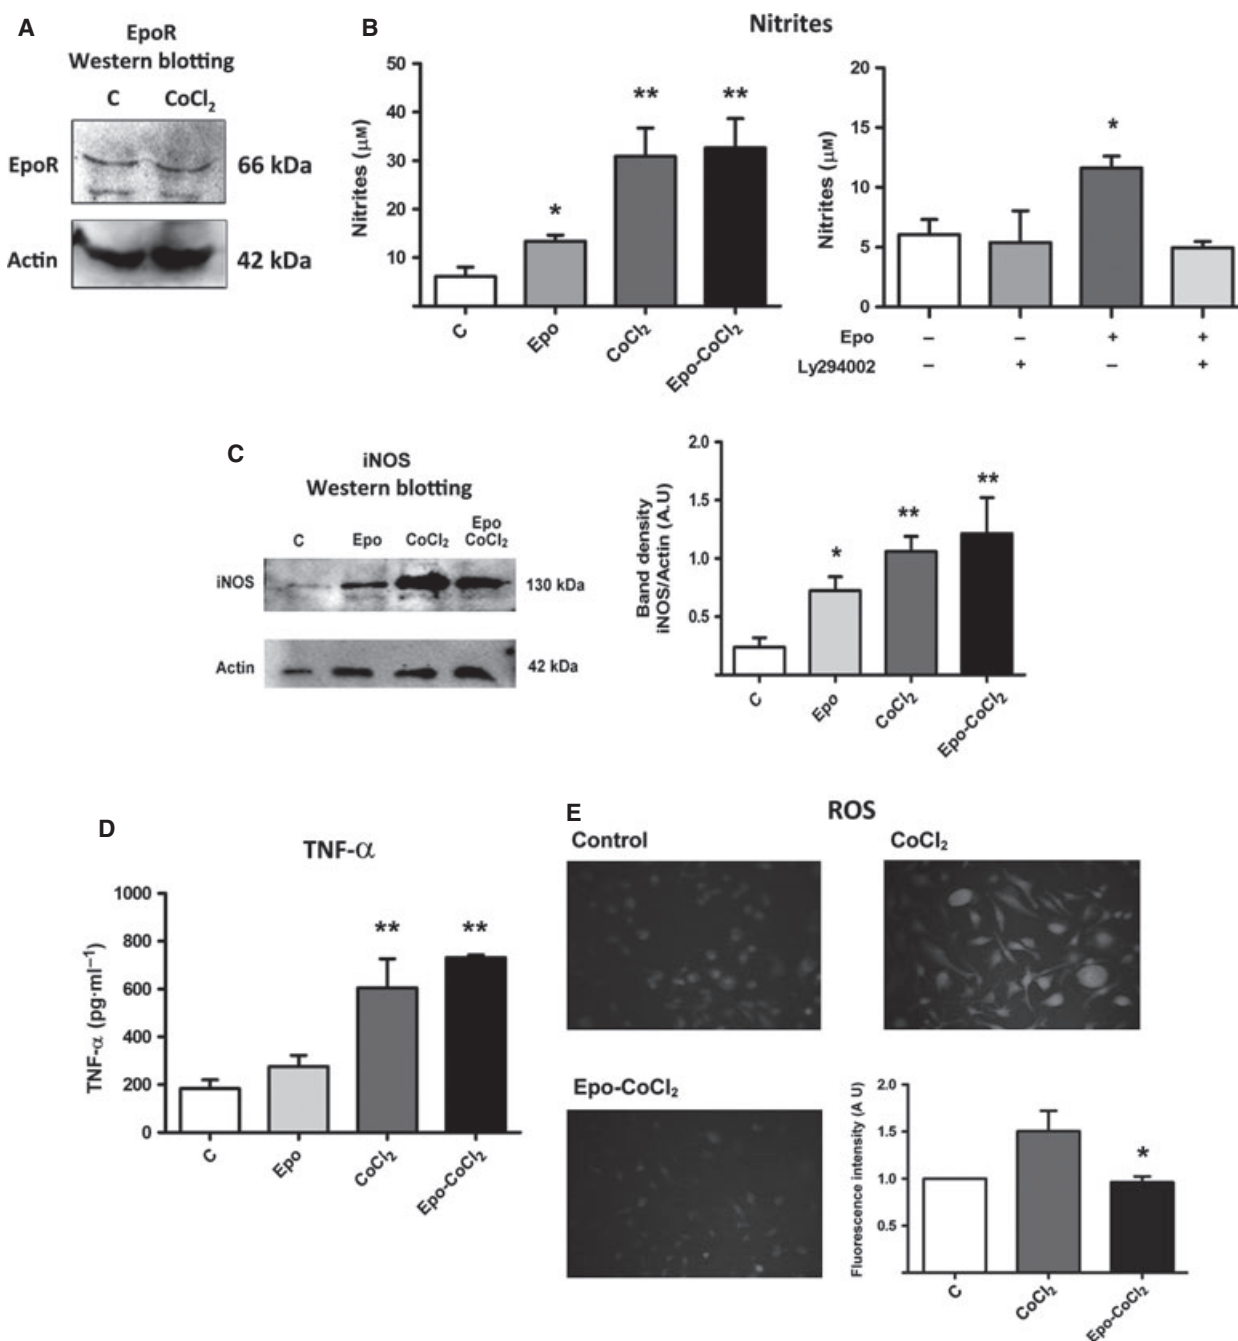 A
EpoR
Western blotting
C CoCl2
EpoR 66 kDa
Actin 42 kDa
B
Nitrites
50
40
30
20
10
Nitrites (μM)
*
**
**
C
Epo
CoCl2
Epo-CoCl2
20
15
10
5
0
Nitrites (μM)
*
Epo – – + +
Ly294002 – + – +
C
iNOS
Western blotting
C Epo CoCl2 Epo CoCl2
iNOS 130 kDa
Actin 42 kDa
2.0
1.5
1.0
0.5
Band density
iNOS/Actin (A.U)
*
**
**
C
Epo
CoCl2
Epo-CoCl2
D
TNF-α
1000
800
600
400
200
0
TNF-α (pg·ml−1)
**
**
C
Epo
CoCl2
Epo-CoCl2
E
ROS
Control
CoCl2
Epo-CoCl2
2.0
1.5
1.0
0.5
Fluorescence intensity (A U)
*
C
CoCl2
Epo-CoCl2